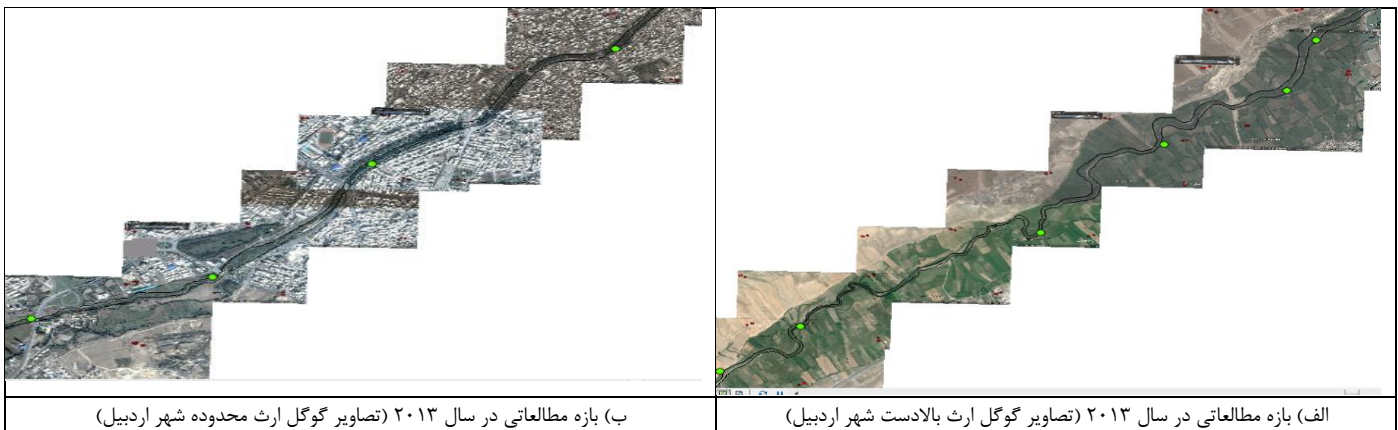 الف) بازه مطالعاتی در سال ۲۰۱۳ (تصاویر گوگل ارث بالادست شهر اردبیل)
ب) بازه مطالعاتی در سال ۲۰۱۳ (تصاویر گوگل ارث محدوده شهر اردبیل)